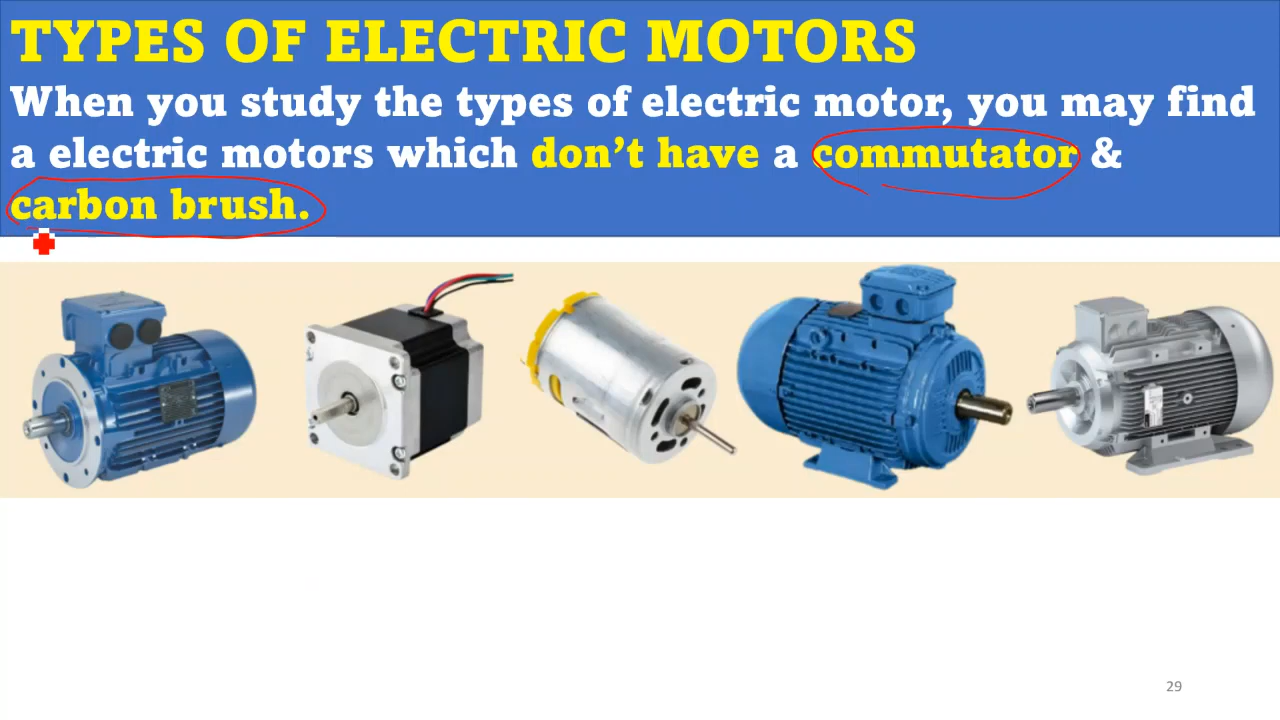 TYPES OF ELECTRIC MOTORS
When you study the types of electric motor, you may find
a electric motors which don’t have a commutator &
carbon brush.
29